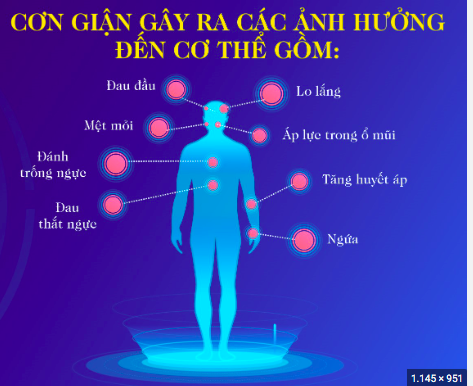 CƠN GIẬN GÂY RA CÁC ẢNH HƯỞNG
ĐẾN CƠ THỂ GỒM:
Đau đầu
Lo lắng
Mệt mỏi
Áp lực trong ổ mũi
Đánh
trống ngực
Tăng huyết áp
Đau
thắt ngực
Ngứa
1.145 × 951